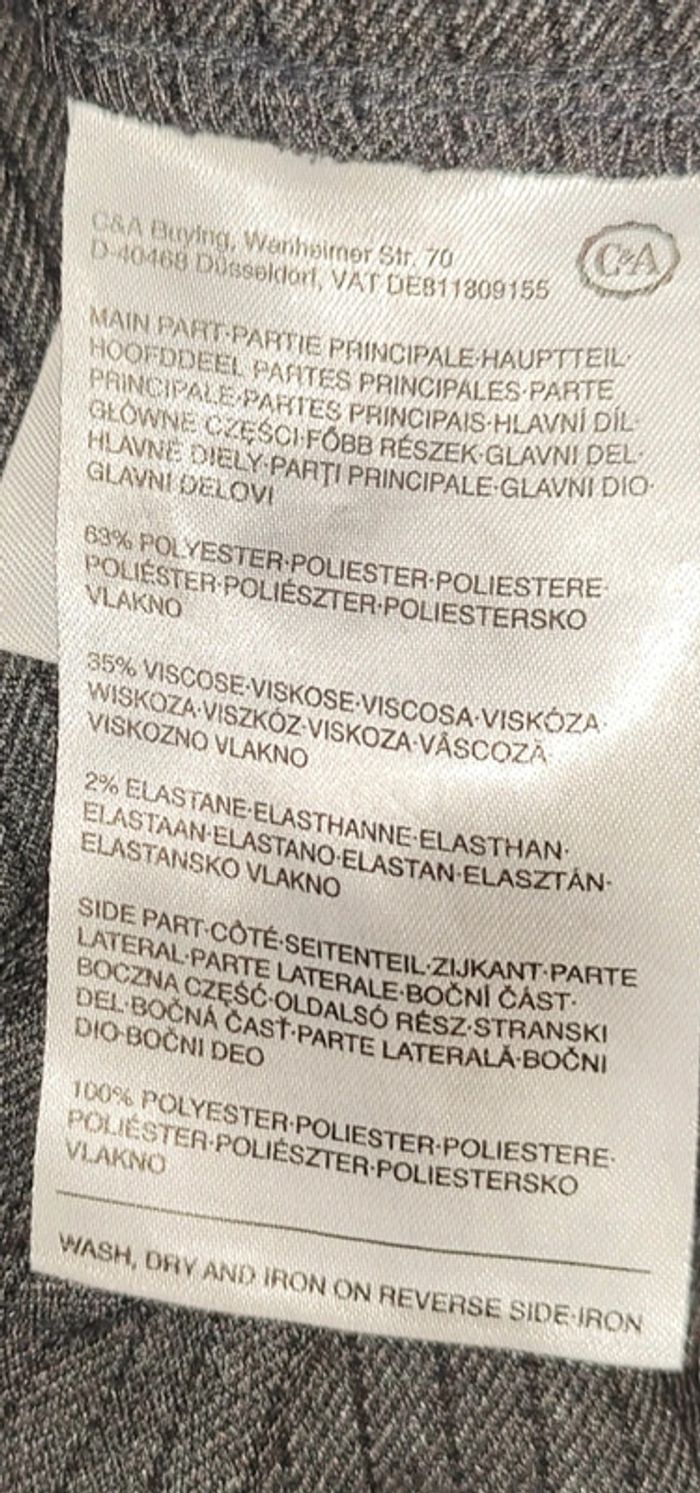 C&A Buying, Wanheimer Str. 70
D-40468 Düsseldorf, VAT DE811809155
C&A
MAIN PART·PARTIE PRINCIPALE·HAUPTTEIL·
HOOFDDEEL PARTES PRINCIPALES·PARTE
PRINCIPALE·PARTES PRINCIPAIS·HLAVNÍ DÍL·
GŁÓWNE CZĘŚCI·FŐBB RÉSZEK·GLAVNI DEL·
HLAVNÉ DIELY·PARȚI PRINCIPALE·GLAVNI DIO·
GLAVNI DELOVI
63% POLYESTER·POLIESTER·POLIESTERE·
POLIÉSTER·POLIÉSZTER·POLIESTERSKO
VLAKNO
35% VISCOSE·VISKOSE·VISCOSA·VISKÓZA·
WISKOZA·VISZKÓZ·VISKOZA·VÂSCOZĂ·
VISKOZNO VLAKNO
2% ELASTANE·ELASTHANNE·ELASTHAN·
ELASTAAN·ELASTANO·ELASTAN·ELASZTÁN·
ELASTANSKO VLAKNO
SIDE PART·CÔTÉ·SEITENTEIL·ZIJKANT·PARTE
LATERAL·PARTE LATERALE·BOČNÍ ČÁST·
BOCZNA CZĘŚĆ·OLDALSÓ RÉSZ·STRANSKI
DEL·BOČNÁ ČASŤ·PARTE LATERALĂ·BOČNI
DIO·BOČNI DEO
100% POLYESTER·POLIESTER·POLIESTERE·
POLIÉSTER·POLIÉSZTER·POLIESTERSKO
VLAKNO
WASH, DRY AND IRON ON REVERSE SIDE·IRON